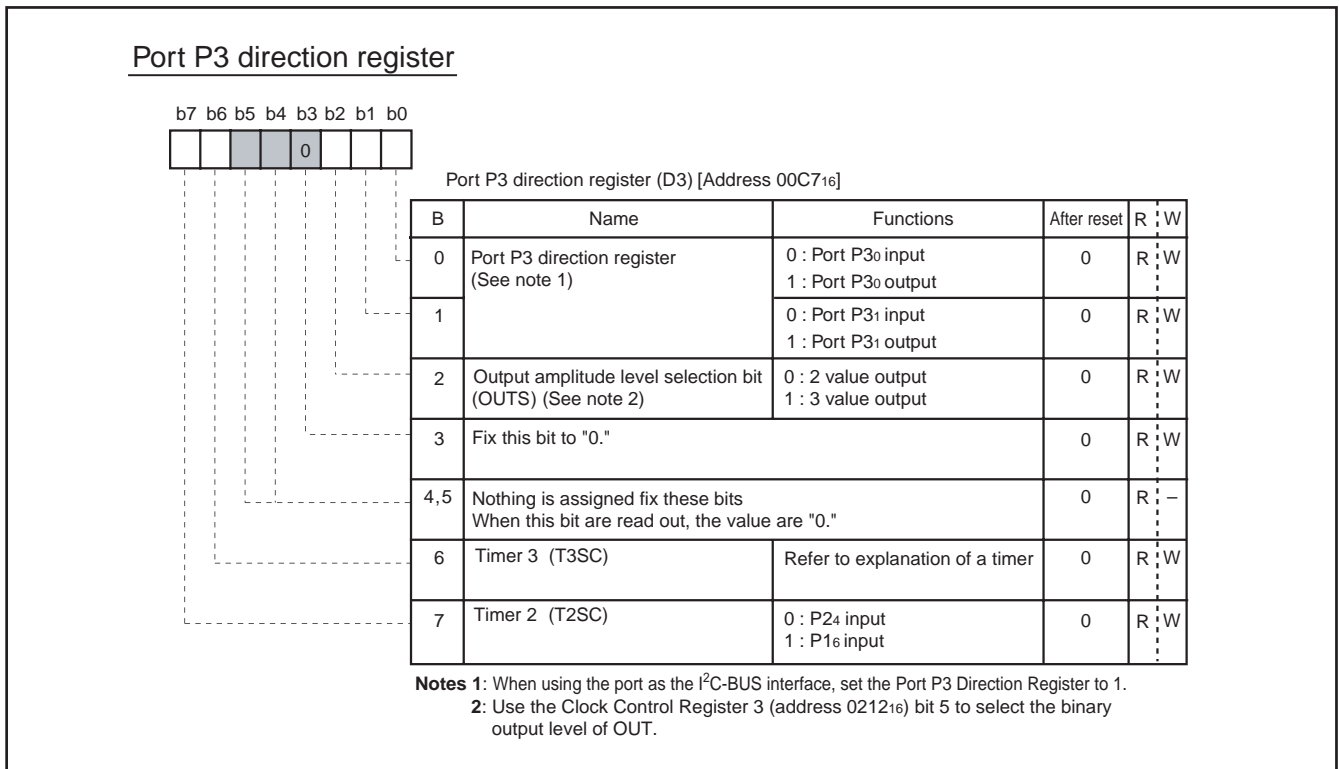 Port P3 direction register
b7 b6 b5 b4 b3 b2 b1 b0
0
Port P3 direction register (D3) [Address 00C716]
B Name Functions After reset R W
0 Port P3 direction register 0 : Port P30 input 0 R W
(See note 1) 1 : Port P30 output
1 0 : Port P31 input 0 R W
1 : Port P31 output
2 Output amplitude level selection bit 0 : 2 value output 0 R W
(OUTS) (See note 2) 1 : 3 value output
3 Fix this bit to "0." 0 R W
4,5 Nothing is assigned fix these bits 0 R –
When this bit are read out, the value are "0."
6 Timer 3 (T3SC) Refer to explanation of a timer 0 R W
7 Timer 2 (T2SC) 0 : P24 input 0 R W
1 : P16 input
Notes 1: When using the port as the I2C-BUS interface, set the Port P3 Direction Register to 1.
2: Use the Clock Control Register 3 (address 021216) bit 5 to select the binary
output level of OUT.